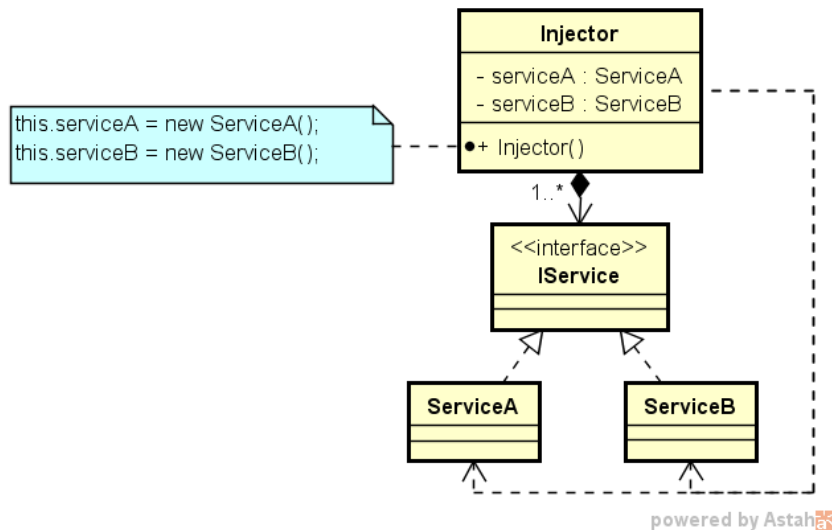 Injector
- serviceA : ServiceA
- serviceB : ServiceB
+ Injector()
this.serviceA = new ServiceA();
this.serviceB = new ServiceB();
1..*
<<interface>>
IService
ServiceA
ServiceB
powered by Astah